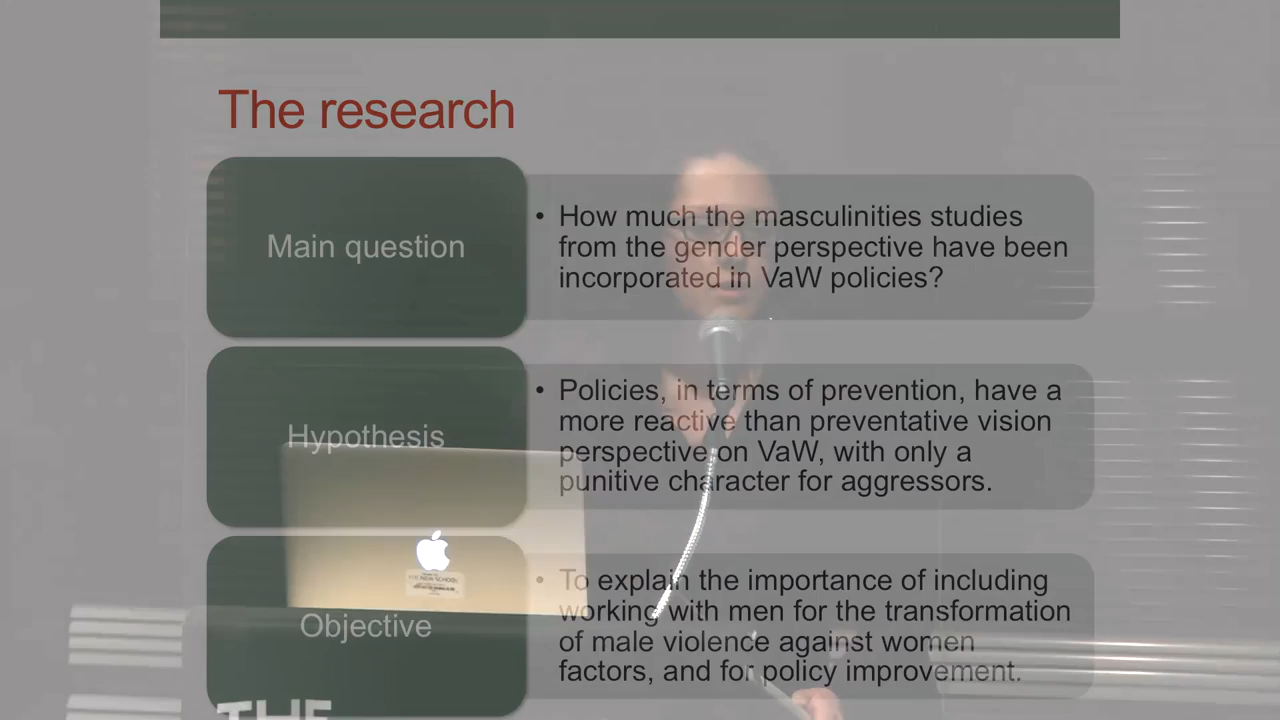 The research
Main question
• How much the masculinities studies
from the gender perspective have been
incorporated in VaW policies?
Hypothesis
• Policies, in terms of prevention, have a
more reactive than preventative vision
perspective on VaW, with only a
punitive character for aggressors.
Objective
• To explain the importance of including
working with men for the transformation
of male violence against women
factors, and for policy improvement.
THE NEW SCHOOL
THE